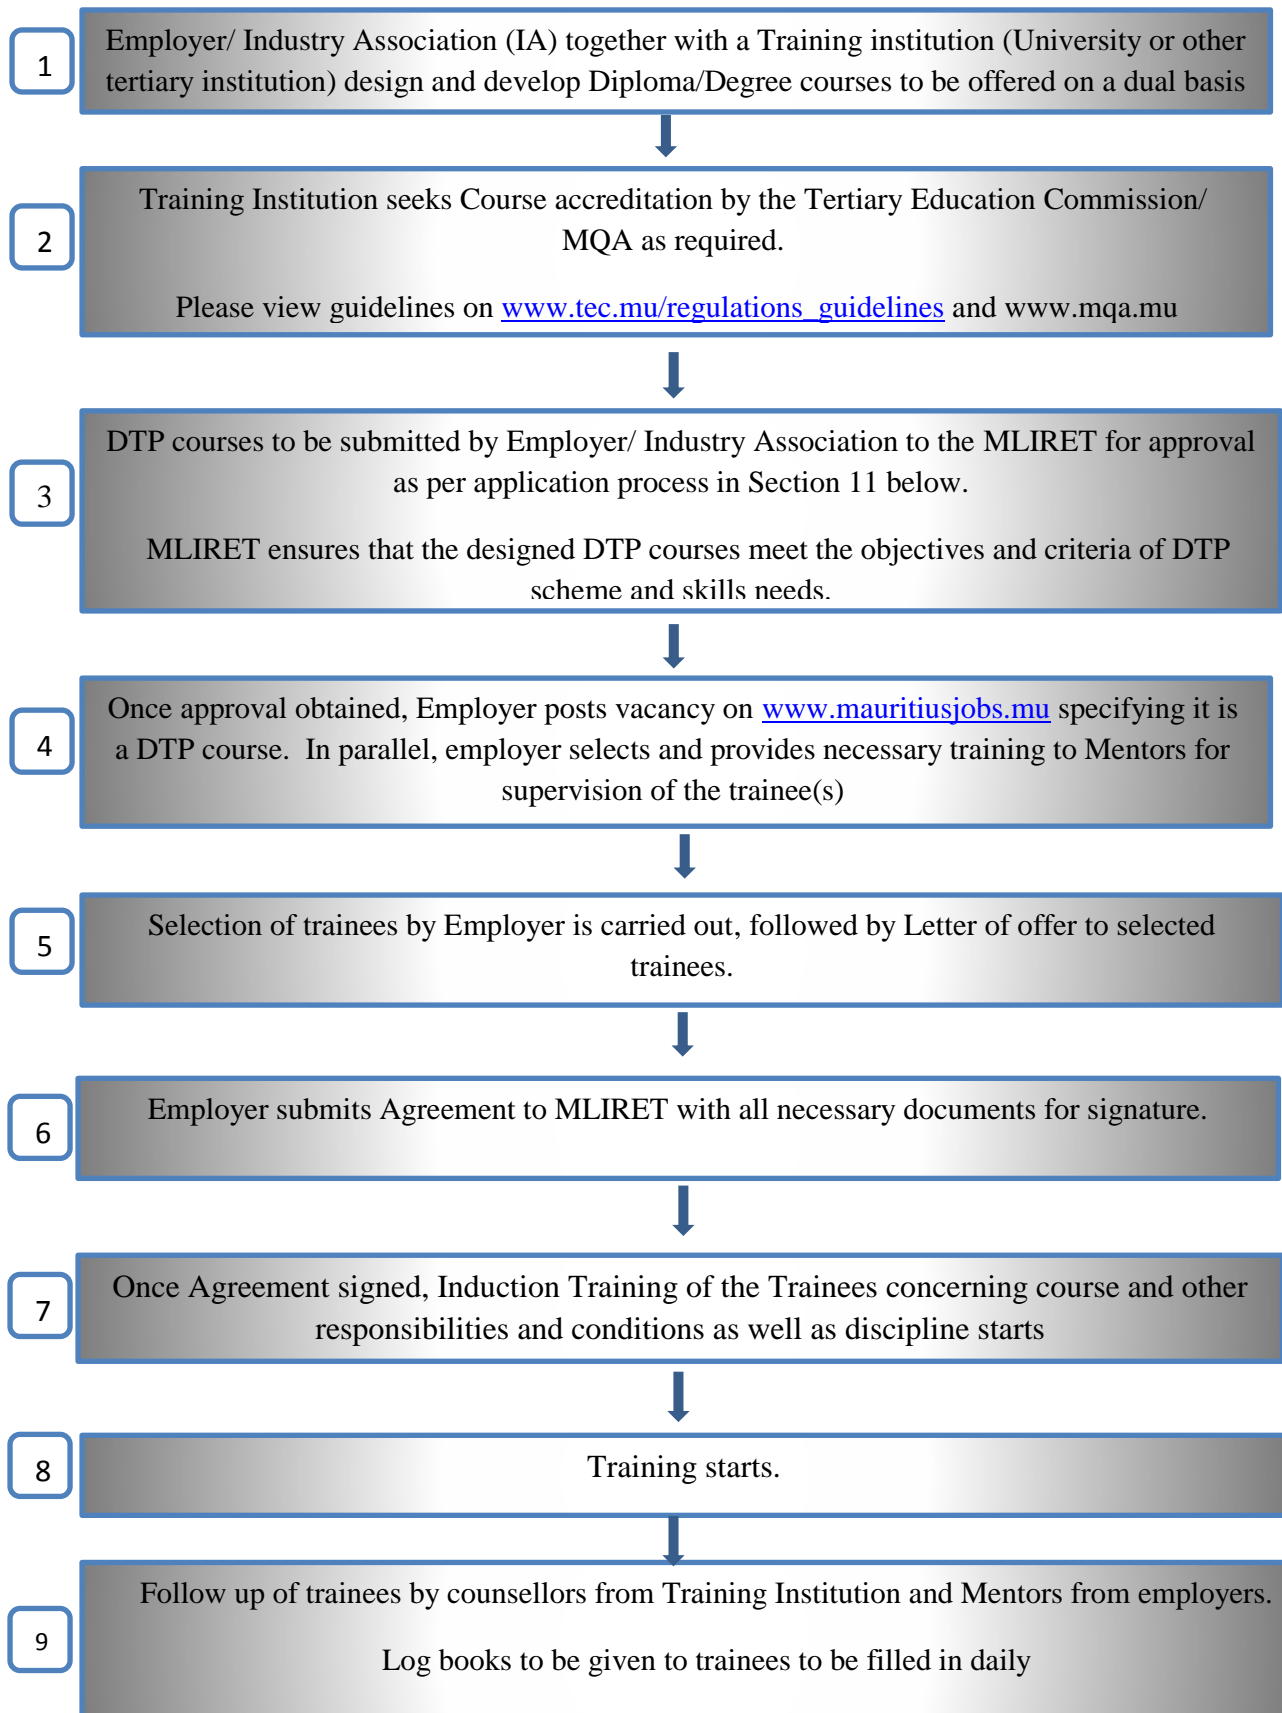 1
Employer/ Industry Association (IA) together with a Training institution (University or other
tertiary institution) design and develop Diploma/Degree courses to be offered on a dual basis
2
Training Institution seeks Course accreditation by the Tertiary Education Commission/
MQA as required.
Please view guidelines on www.tec.mu/regulations_guidelines and www.mqa.mu
3
DTP courses to be submitted by Employer/ Industry Association to the MLIRET for approval
as per application process in Section 11 below.
MLIRET ensures that the designed DTP courses meet the objectives and criteria of DTP
scheme and skills needs.
4
Once approval obtained, Employer posts vacancy on www.mauritiusjobs.mu specifying it is
a DTP course. In parallel, employer selects and provides necessary training to Mentors for
supervision of the trainee(s)
5
Selection of trainees by Employer is carried out, followed by Letter of offer to selected
trainees.
6
Employer submits Agreement to MLIRET with all necessary documents for signature.
7
Once Agreement signed, Induction Training of the Trainees concerning course and other
responsibilities and conditions as well as discipline starts
8
Training starts.
9
Follow up of trainees by counsellors from Training Institution and Mentors from employers.
Log books to be given to trainees to be filled in daily